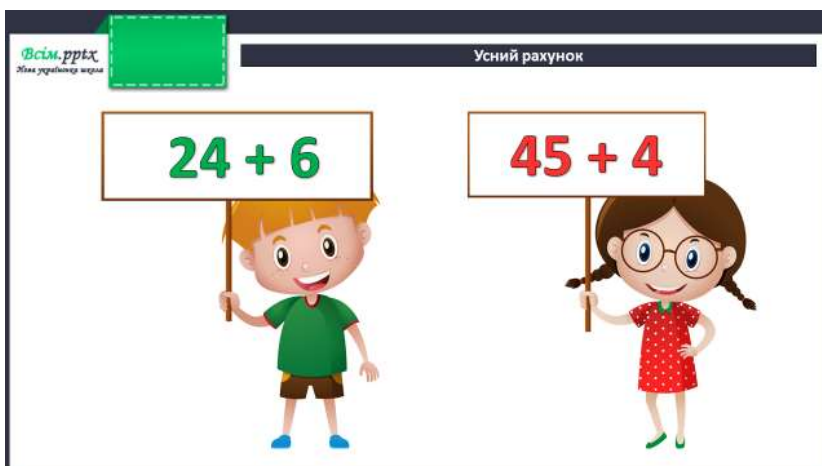 Всім.pptx
Нова українська школа
Усний рахунок
24 + 6
45 + 4